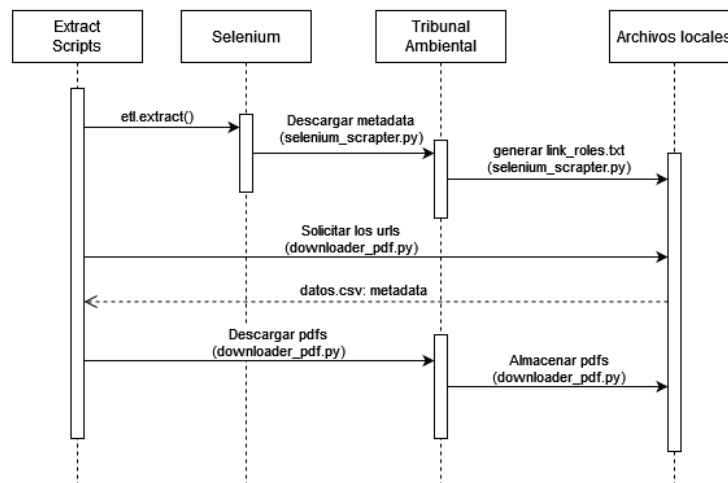 Extract
Scripts
Selenium
Tribunal
Ambiental
Archivos locales
etl.extract()
Descargar metadata
(selenium_scrapter.py)
generar link_roles.txt
(selenium_scrapter.py)
Solicitar los urls
(downloader_pdf.py)
datos.csv: metadata
Descargar pdfs
(downloader_pdf.py)
Almacenar pdfs
(downloader_pdf.py)